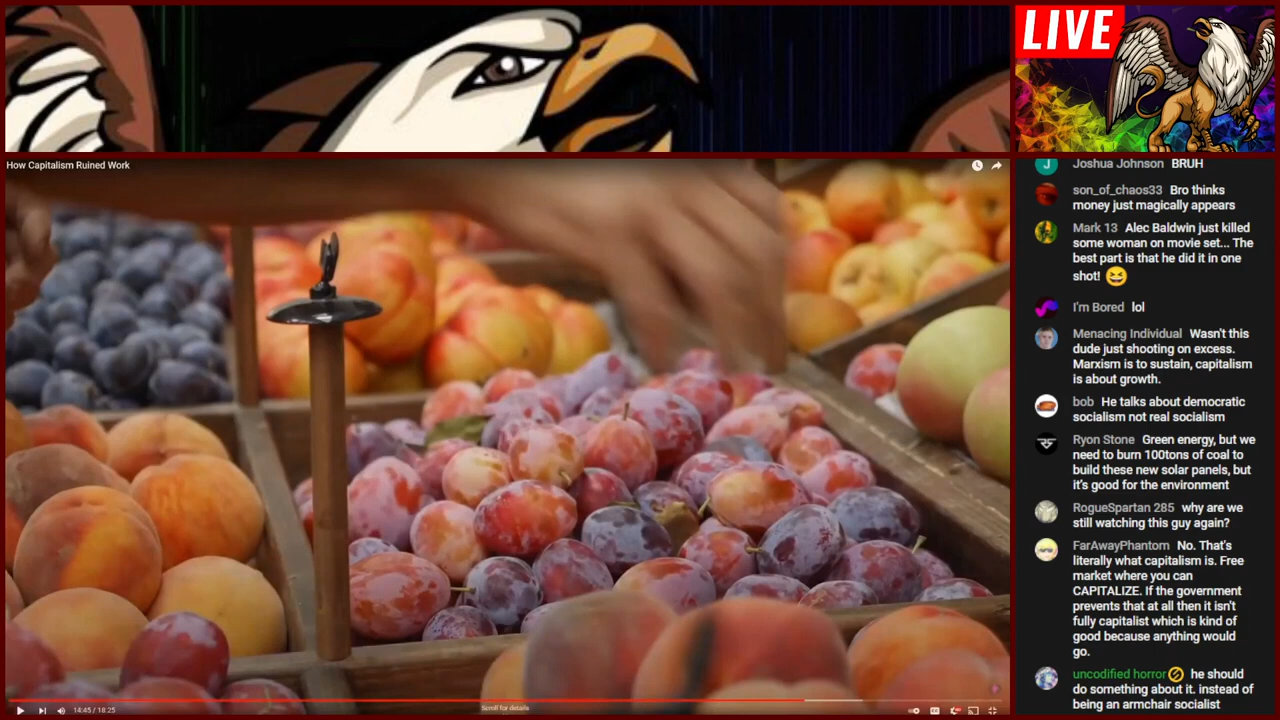 LIVE
How Capitalism Ruined Work
14:45 / 18:25
Scroll for details
J
Joshua Johnson BRUH
son_of_chaos33 Bro thinks
money just magically appears
Mark 13 Alec Baldwin just killed
some woman on movie set... The
best part is that he did it in one
shot! 😆
I'm Bored lol
Menacing Individual Wasn't this
dude just shooting on excess.
Marxism is to sustain, capitalism
is about growth.
bob He talks about democratic
socialism not real socialism
Ryon Stone Green energy, but we
need to burn 100tons of coal to
build these new solar panels, but
it's good for the environment
RogueSpartan 285 why are we
still watching this guy again?
FarAwayPhantom No. That's
literally what capitalism is. Free
market where you can
CAPITALIZE. If the government
prevents that at all then it isn't
fully capitalist which is kind of
good because anything would
go.
uncodified horror he should
do something about it. instead of
being an armchair socialist